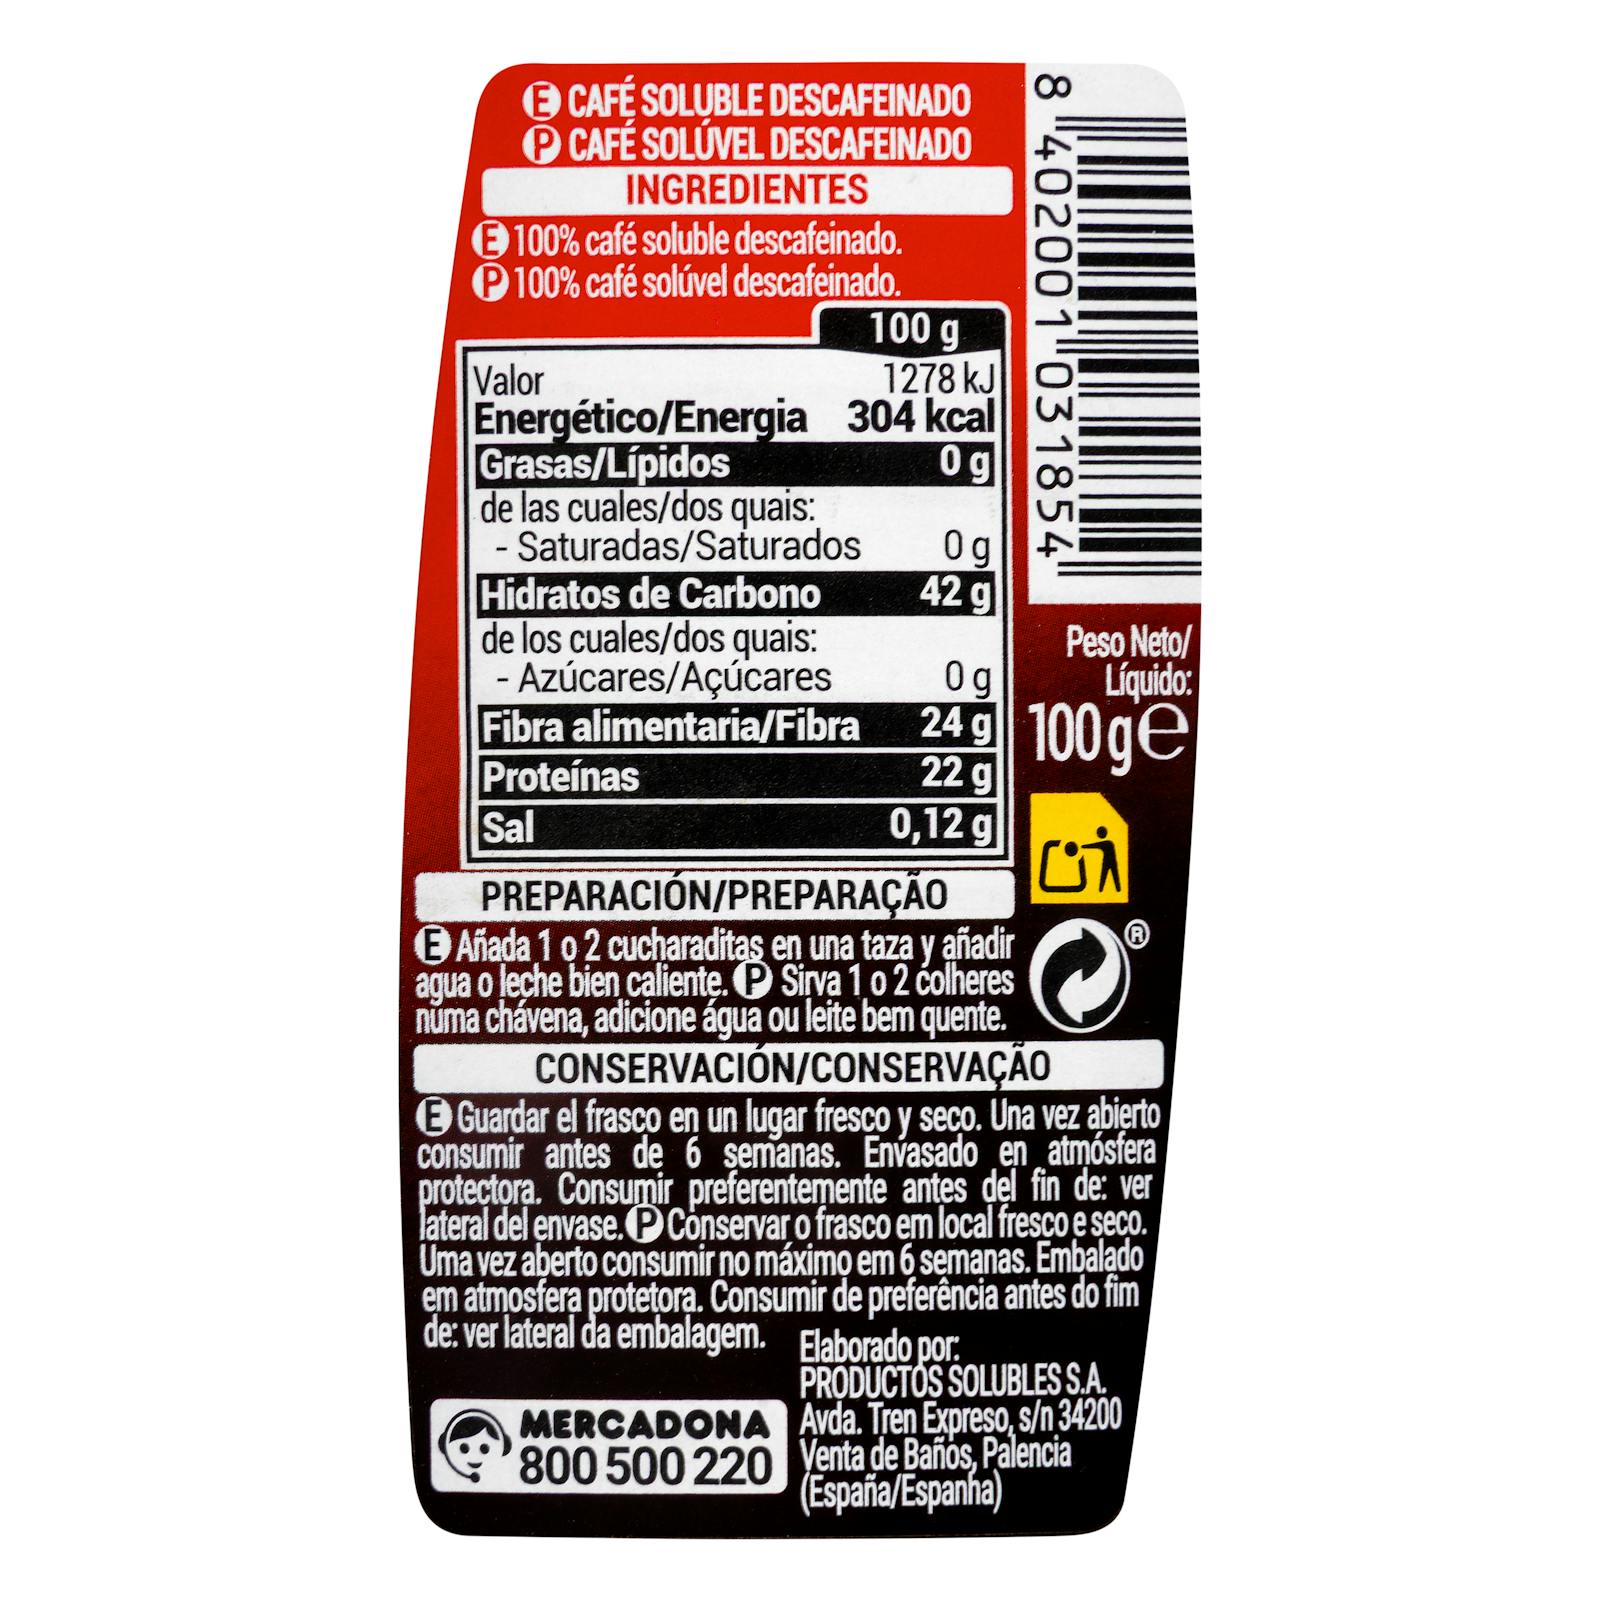 E CAFÉ SOLUBLE DESCAFEINADO
P CAFÉ SOLÚVEL DESCAFEINADO
INGREDIENTES
E 100% café soluble descafeinado.
P 100% café solúvel descafeinado.
100 g
Valor 1278 kJ
Energético/Energia 304 kcal
Grasas/Lípidos 0 g
de las cuales/dos quais:
- Saturadas/Saturados 0 g
Hidratos de Carbono 42 g
de los cuales/dos quais:
- Azúcares/Açúcares 0 g
Fibra alimentaria/Fibra 24 g
Proteínas 22 g
Sal 0,12 g
8 402001 031854
Peso Neto/
Líquido:
100 g e
®
PREPARACIÓN/PREPARAÇÃO
E Añada 1 o 2 cucharaditas en una taza y añadir
agua o leche bien caliente. P Sirva 1 o 2 colheres
numa chávena, adicione água ou leite bem quente.
CONSERVACIÓN/CONSERVAÇÃO
E Guardar el frasco en un lugar fresco y seco. Una vez abierto
consumir antes de 6 semanas. Envasado en atmósfera
protectora. Consumir preferentemente antes del fin de: ver
lateral del envase. P Conservar o frasco em local fresco e seco.
Uma vez aberto consumir no máximo em 6 semanas. Embalado
em atmosfera protetora. Consumir de preferência antes do fim
de: ver lateral da embalagem.
Elaborado por:
PRODUCTOS SOLUBLES S.A.
Avda. Tren Expreso, s/n 34200
Venta de Baños, Palencia
(España/Espanha)
MERCADONA
800 500 220